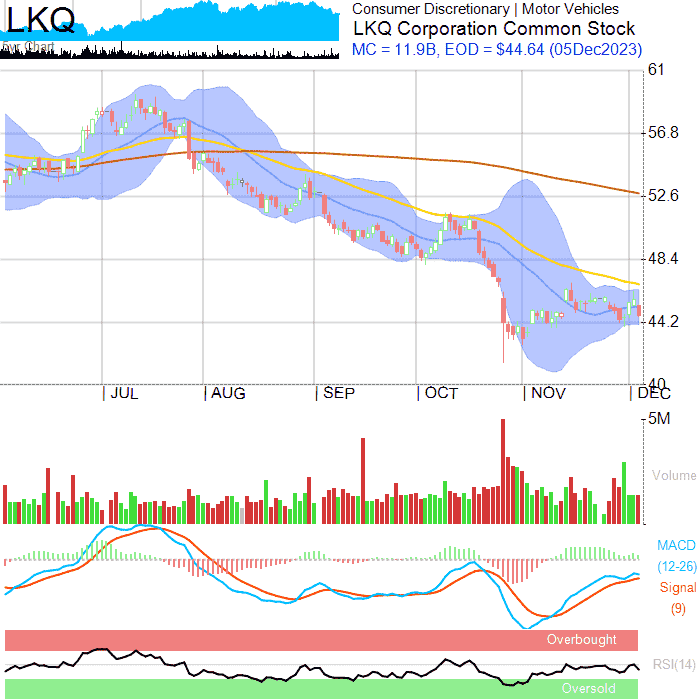 LKQ
5yr Chart
Consumer Discretionary | Motor Vehicles
LKQ Corporation Common Stock
MC = 11.9B, EOD = $44.64 (05Dec2023)
61
56.8
52.6
48.4
44.2
40
JUL
AUG
SEP
OCT
NOV
DEC
5M
Volume
MACD
(12-26)
Signal
(9)
Overbought
RSI(14)
Oversold